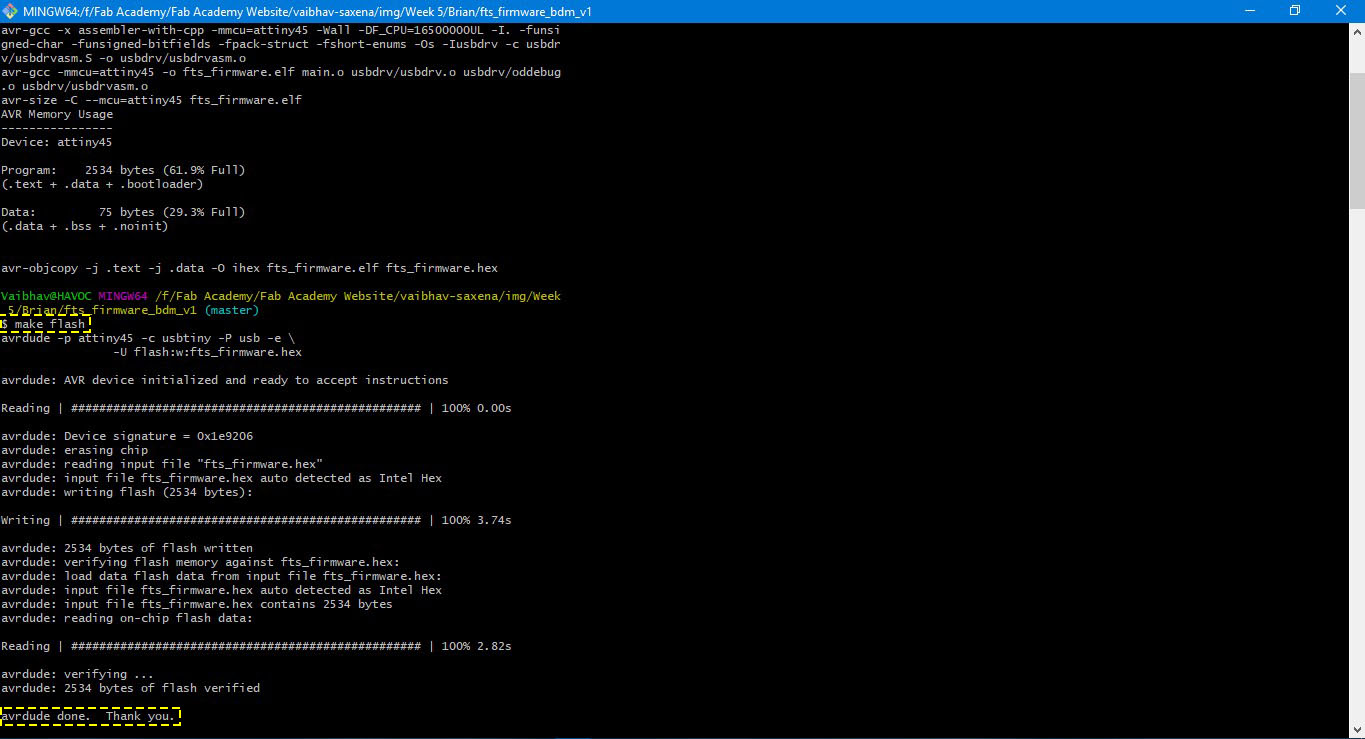 MINGW64:/f/Fab Academy/Fab Academy Website/vaibhav-saxena/img/Week 5/Brian/fts_firmware_bdm_v1
avr-gcc -x assembler-with-cpp -mmcu=attiny45 -Wall -DF_CPU=16500000UL -I. -funsi
gned-char -funsigned-bitfields -fpack-struct -fshort-enums -Os -Iusbdrv -c usbdr
v/usbdrvasm.S -o usbdrv/usbdrvasm.o
avr-gcc -mmcu=attiny45 -o fts_firmware.elf main.o usbdrv/usbdrv.o usbdrv/oddebug
.o usbdrv/usbdrvasm.o
avr-size -C --mcu=attiny45 fts_firmware.elf
AVR Memory Usage
----------------
Device: attiny45
Program:    2534 bytes (61.9% Full)
(.text + .data + .bootloader)
Data:         75 bytes (29.3% Full)
(.data + .bss + .noinit)
avr-objcopy -j .text -j .data -O ihex fts_firmware.elf fts_firmware.hex
Vaibhav@HAVOC MINGW64 /f/Fab Academy/Fab Academy Website/vaibhav-saxena/img/Week
 5/Brian/fts_firmware_bdm_v1 (master)
$ make flash
avrdude -p attiny45 -c usbtiny -P usb -e \
                -U flash:w:fts_firmware.hex
avrdude: AVR device initialized and ready to accept instructions
Reading | ################################################## | 100% 0.00s
avrdude: Device signature = 0x1e9206
avrdude: erasing chip
avrdude: reading input file "fts_firmware.hex"
avrdude: input file fts_firmware.hex auto detected as Intel Hex
avrdude: writing flash (2534 bytes):
Writing | ################################################## | 100% 3.74s
avrdude: 2534 bytes of flash written
avrdude: verifying flash memory against fts_firmware.hex:
avrdude: load data flash data from input file fts_firmware.hex:
avrdude: input file fts_firmware.hex auto detected as Intel Hex
avrdude: input file fts_firmware.hex contains 2534 bytes
avrdude: reading on-chip flash data:
Reading | ################################################## | 100% 2.82s
avrdude: verifying ...
avrdude: 2534 bytes of flash verified
avrdude done.  Thank you.